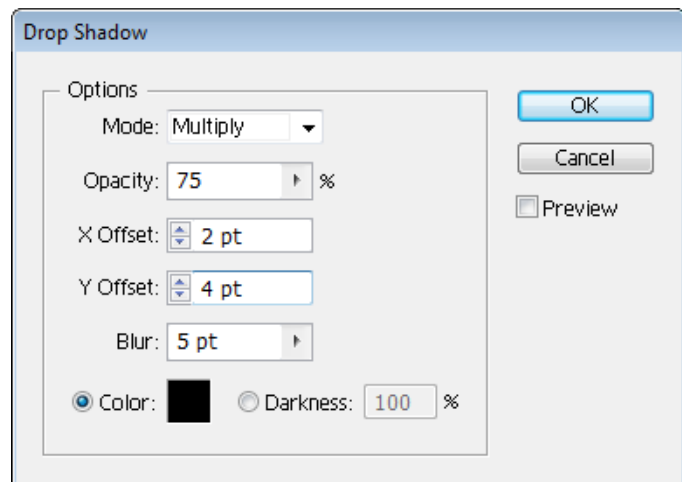 Drop Shadow
Options
Mode: Multiply
Opacity: 75 %
X Offset: 2 pt
Y Offset: 4 pt
Blur: 5 pt
Color: Darkness: 100 %
OK
Cancel
Preview